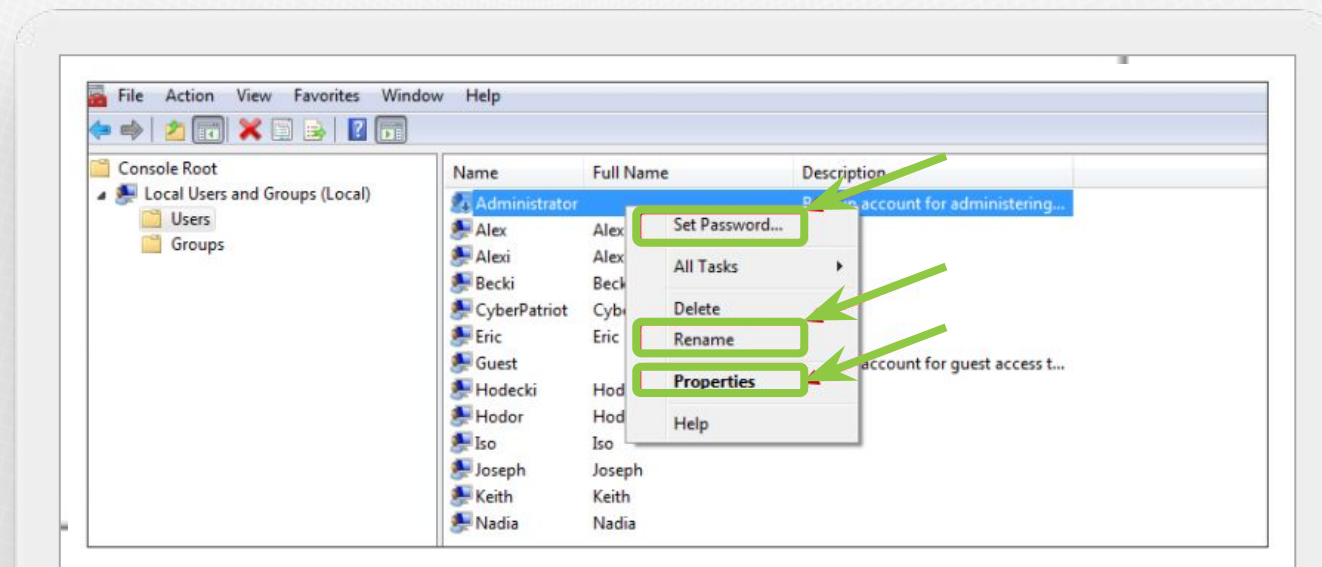 File Action View Favorites Window Help
Console Root
Local Users and Groups (Local)
Users
Groups
Name Full Name Description
Administrator account for administering...
Alex Alex
Alexi Alex
Becki Beck
CyberPatriot Cybe
Eric Eric
Guest account for guest access t...
Hodecki Hod
Hodor Hod
Iso Iso
Joseph Joseph
Keith Keith
Nadia Nadia
Set Password...
All Tasks
Delete
Rename
Properties
Help